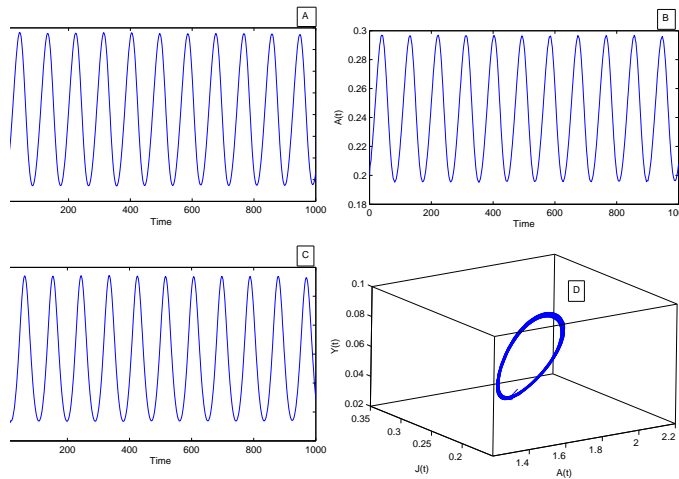 A
200 400 600 800 1000
Time
B
0.3
0.28
0.26
0.24
0.22
0.2
0.18
A(t)
0 200 400 600 800 100
Time
C
200 400 600 800 1000
Time
D
0.1
0.08
0.06
0.04
0.02
Y(t)
0.35
0.3
0.25
0.2
J(t)
1.4 1.6 1.8 2 2.2
A(t)